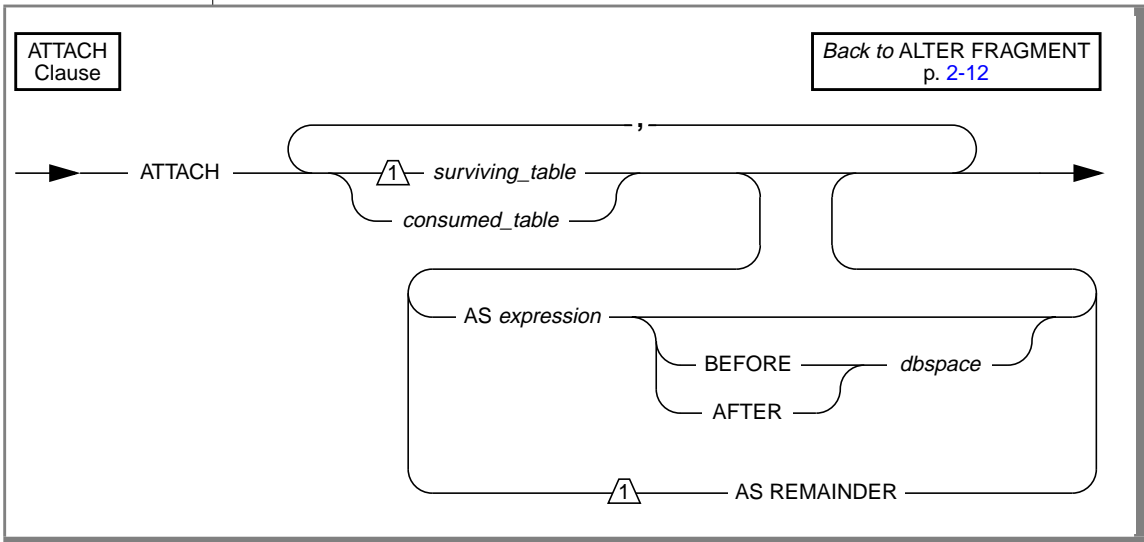 ATTACH
Clause
Back to ALTER FRAGMENT
p. 2-12
,
ATTACH
1
surviving_table
consumed_table
AS expression
BEFORE
dbspace
AFTER
1
AS REMAINDER